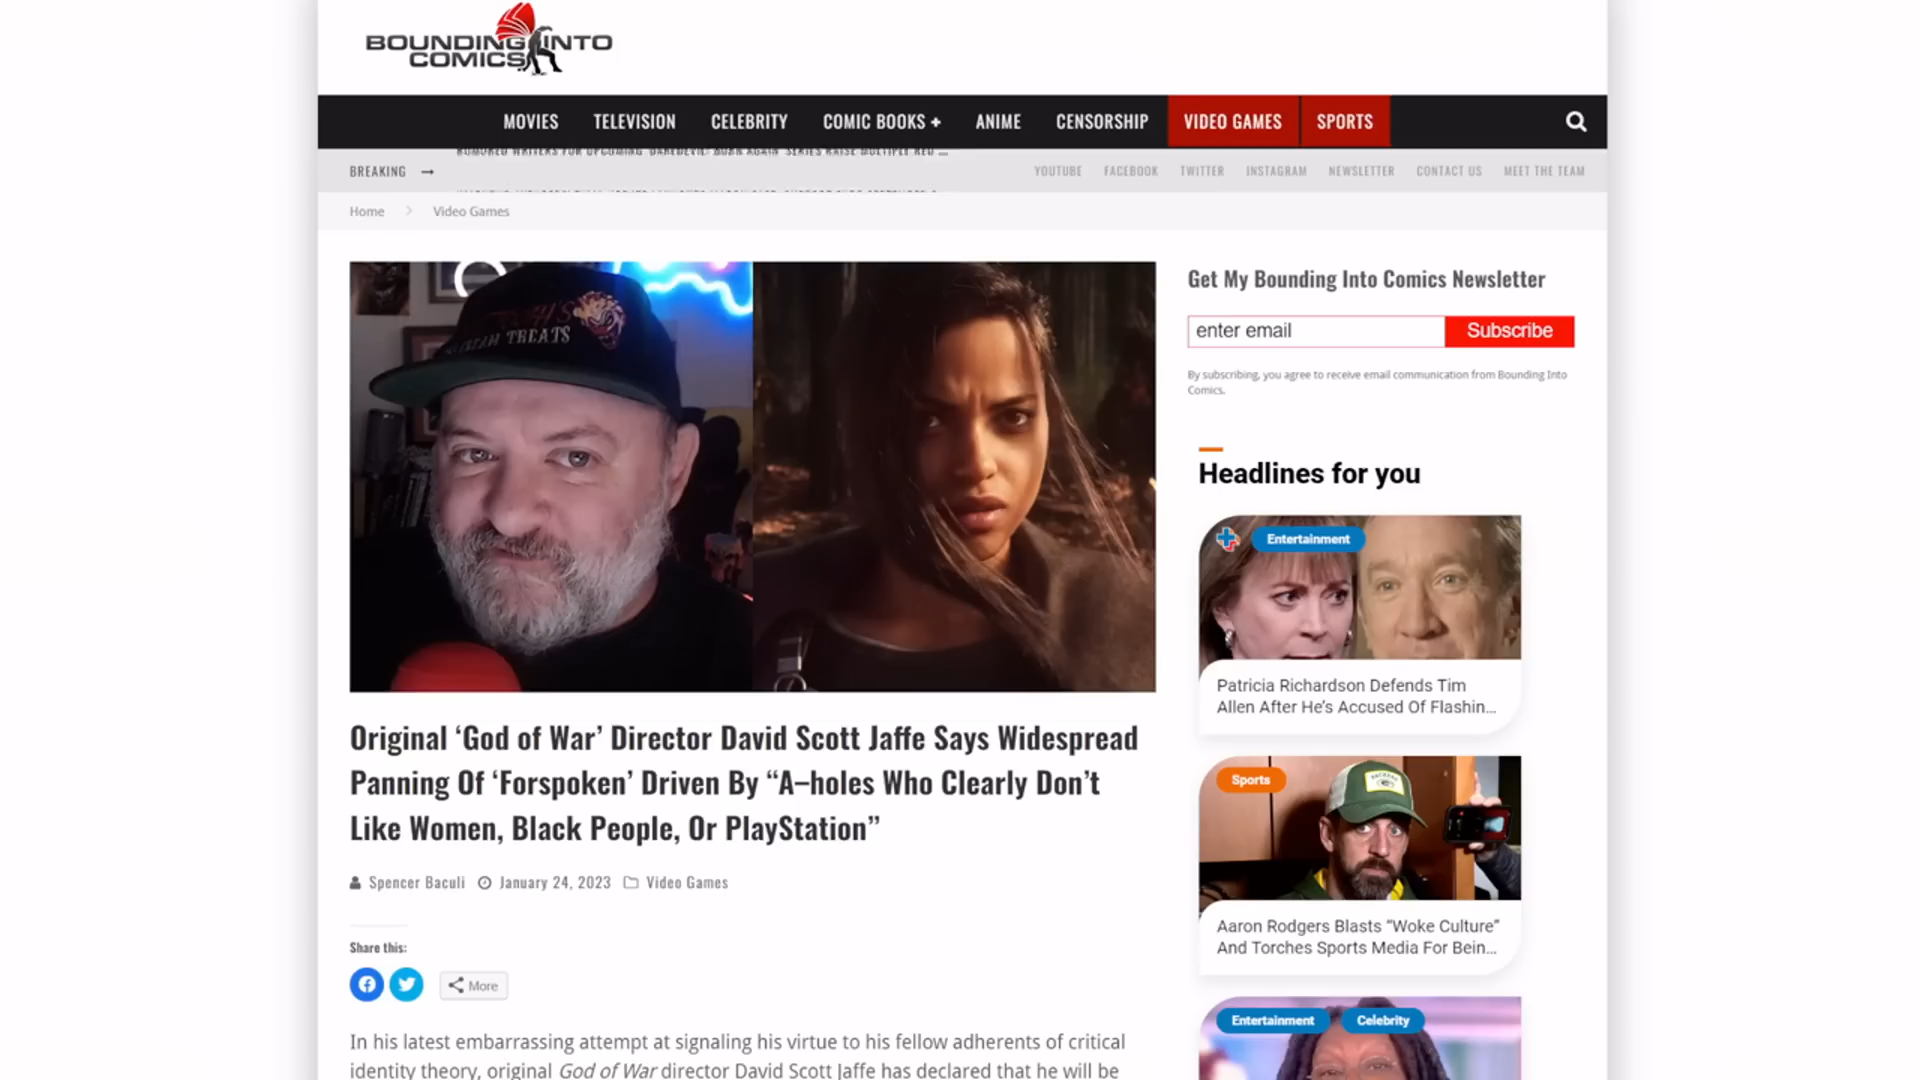 BOUNDING INTO
COMICS
MOVIES TELEVISION CELEBRITY COMIC BOOKS + ANIME CENSORSHIP VIDEO GAMES SPORTS
BREAKING → YOUTUBE FACEBOOK TWITTER INSTAGRAM NEWSLETTER CONTACT US MEET THE TEAM
Home > Video Games
TREATS
Get My Bounding Into Comics Newsletter
enter email Subscribe
By subscribing, you agree to receive email communication from Bounding Into
Comics.
Headlines for you
Entertainment
Patricia Richardson Defends Tim
Allen After He's Accused Of Flashin...
Sports
PACKERS
Aaron Rodgers Blasts “Woke Culture”
And Torches Sports Media For Bein...
Entertainment Celebrity
Original ‘God of War’ Director David Scott Jaffe Says Widespread
Panning Of ‘Forspoken’ Driven By “A–holes Who Clearly Don’t
Like Women, Black People, Or PlayStation”
Spencer Baculi January 24, 2023 Video Games
Share this:
More
In his latest embarrassing attempt at signaling his virtue to his fellow adherents of critical
identity theory, original God of War director David Scott Jaffe has declared that he will be